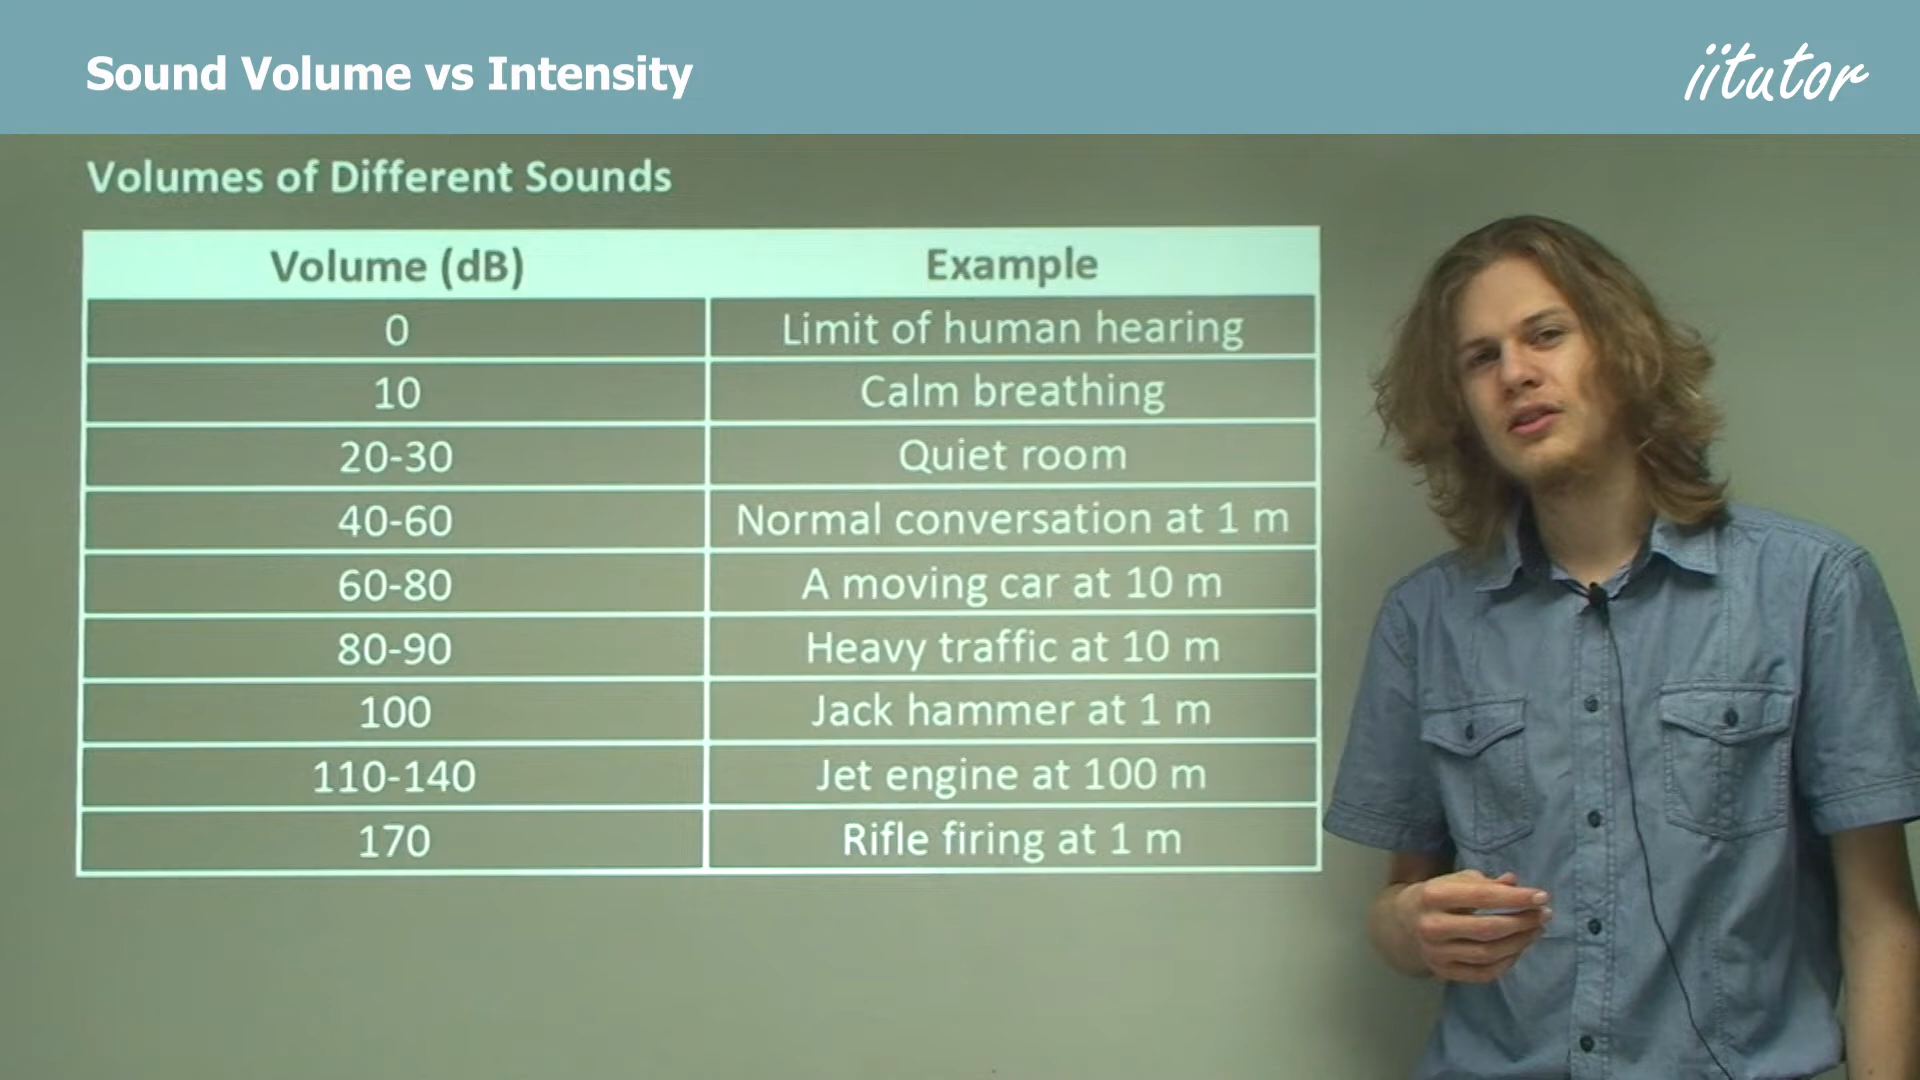 Sound Volume vs Intensity
iitutor
Volumes of Different Sounds
Volume (dB) Example
0 Limit of human hearing
10 Calm breathing
20-30 Quiet room
40-60 Normal conversation at 1 m
60-80 A moving car at 10 m
80-90 Heavy traffic at 10 m
100 Jack hammer at 1 m
110-140 Jet engine at 100 m
170 Rifle firing at 1 m